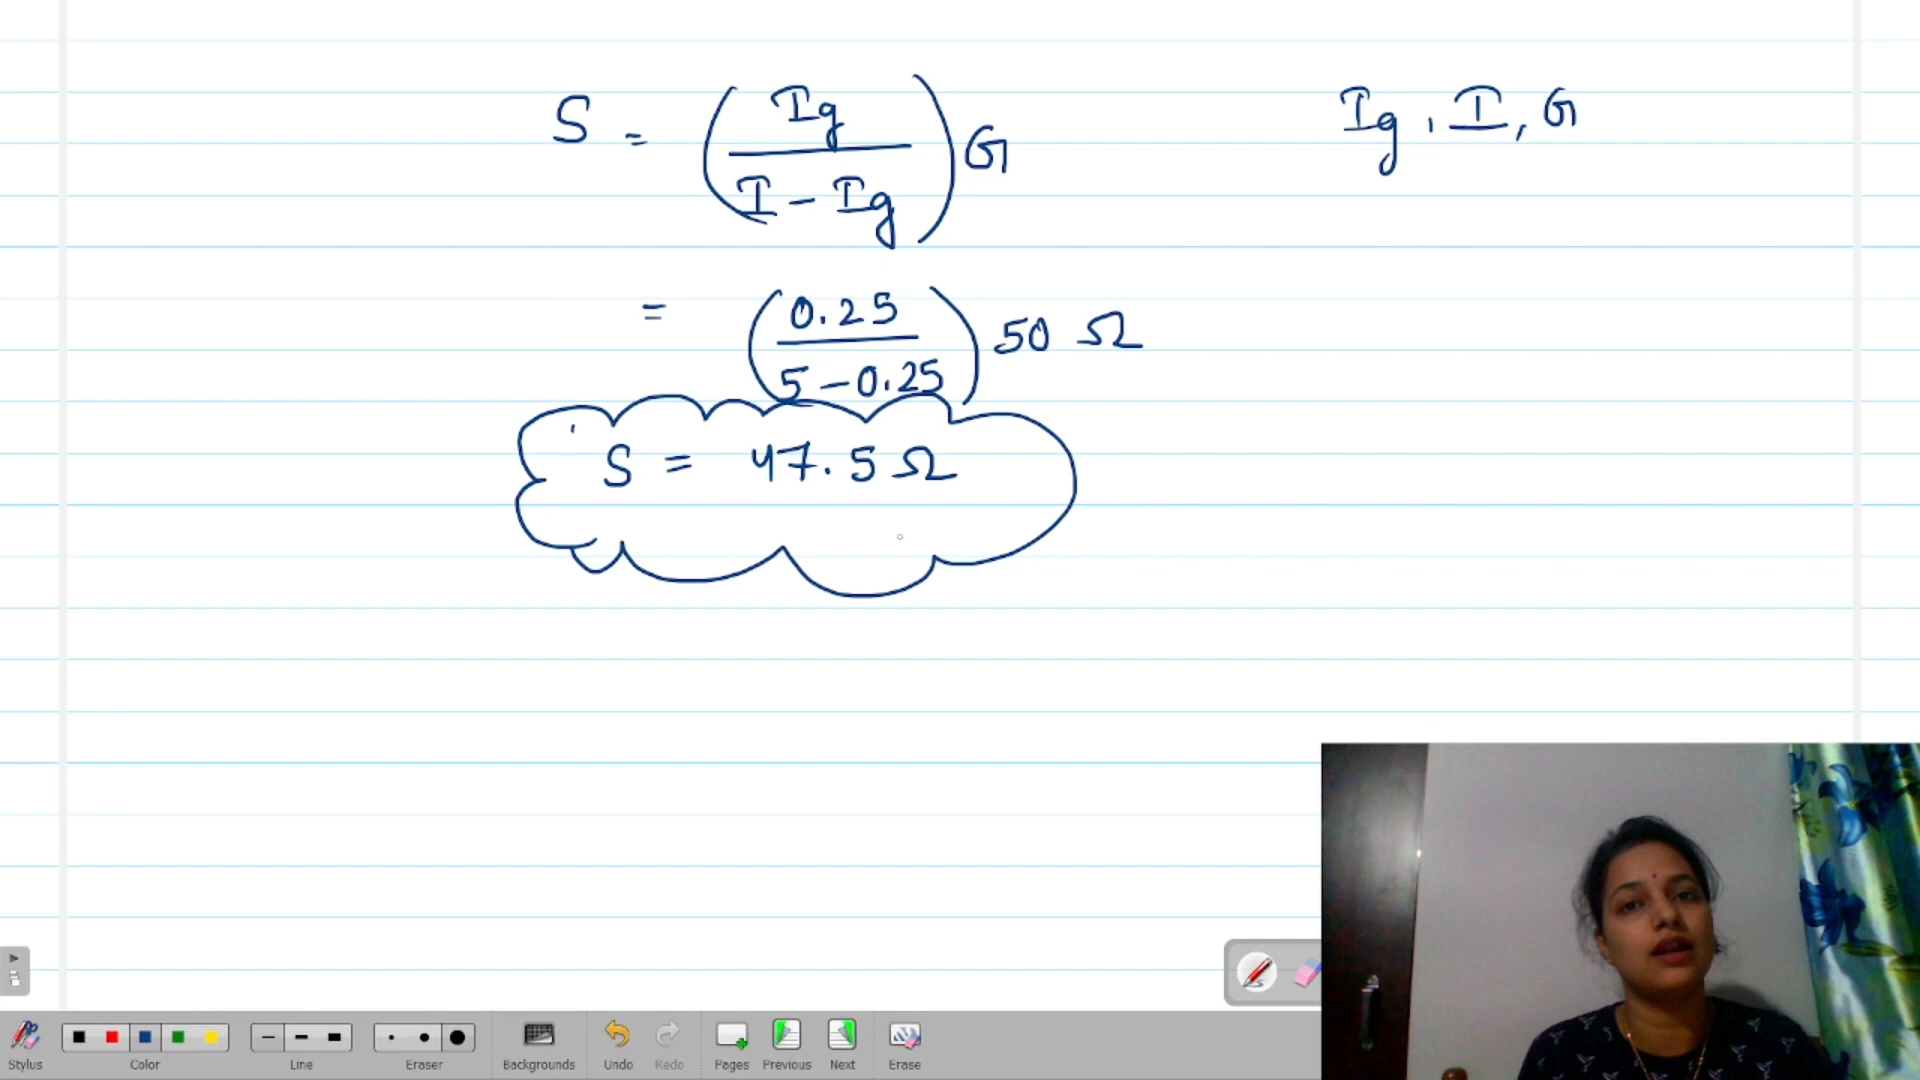 S = (Ig / I - Ig) G
Ig, I, G
= (0.25 / 5 - 0.25) 50 Ω
S = 47.5 Ω
Stylus Color Line Eraser Backgrounds Undo Redo Pages Previous Next Erase